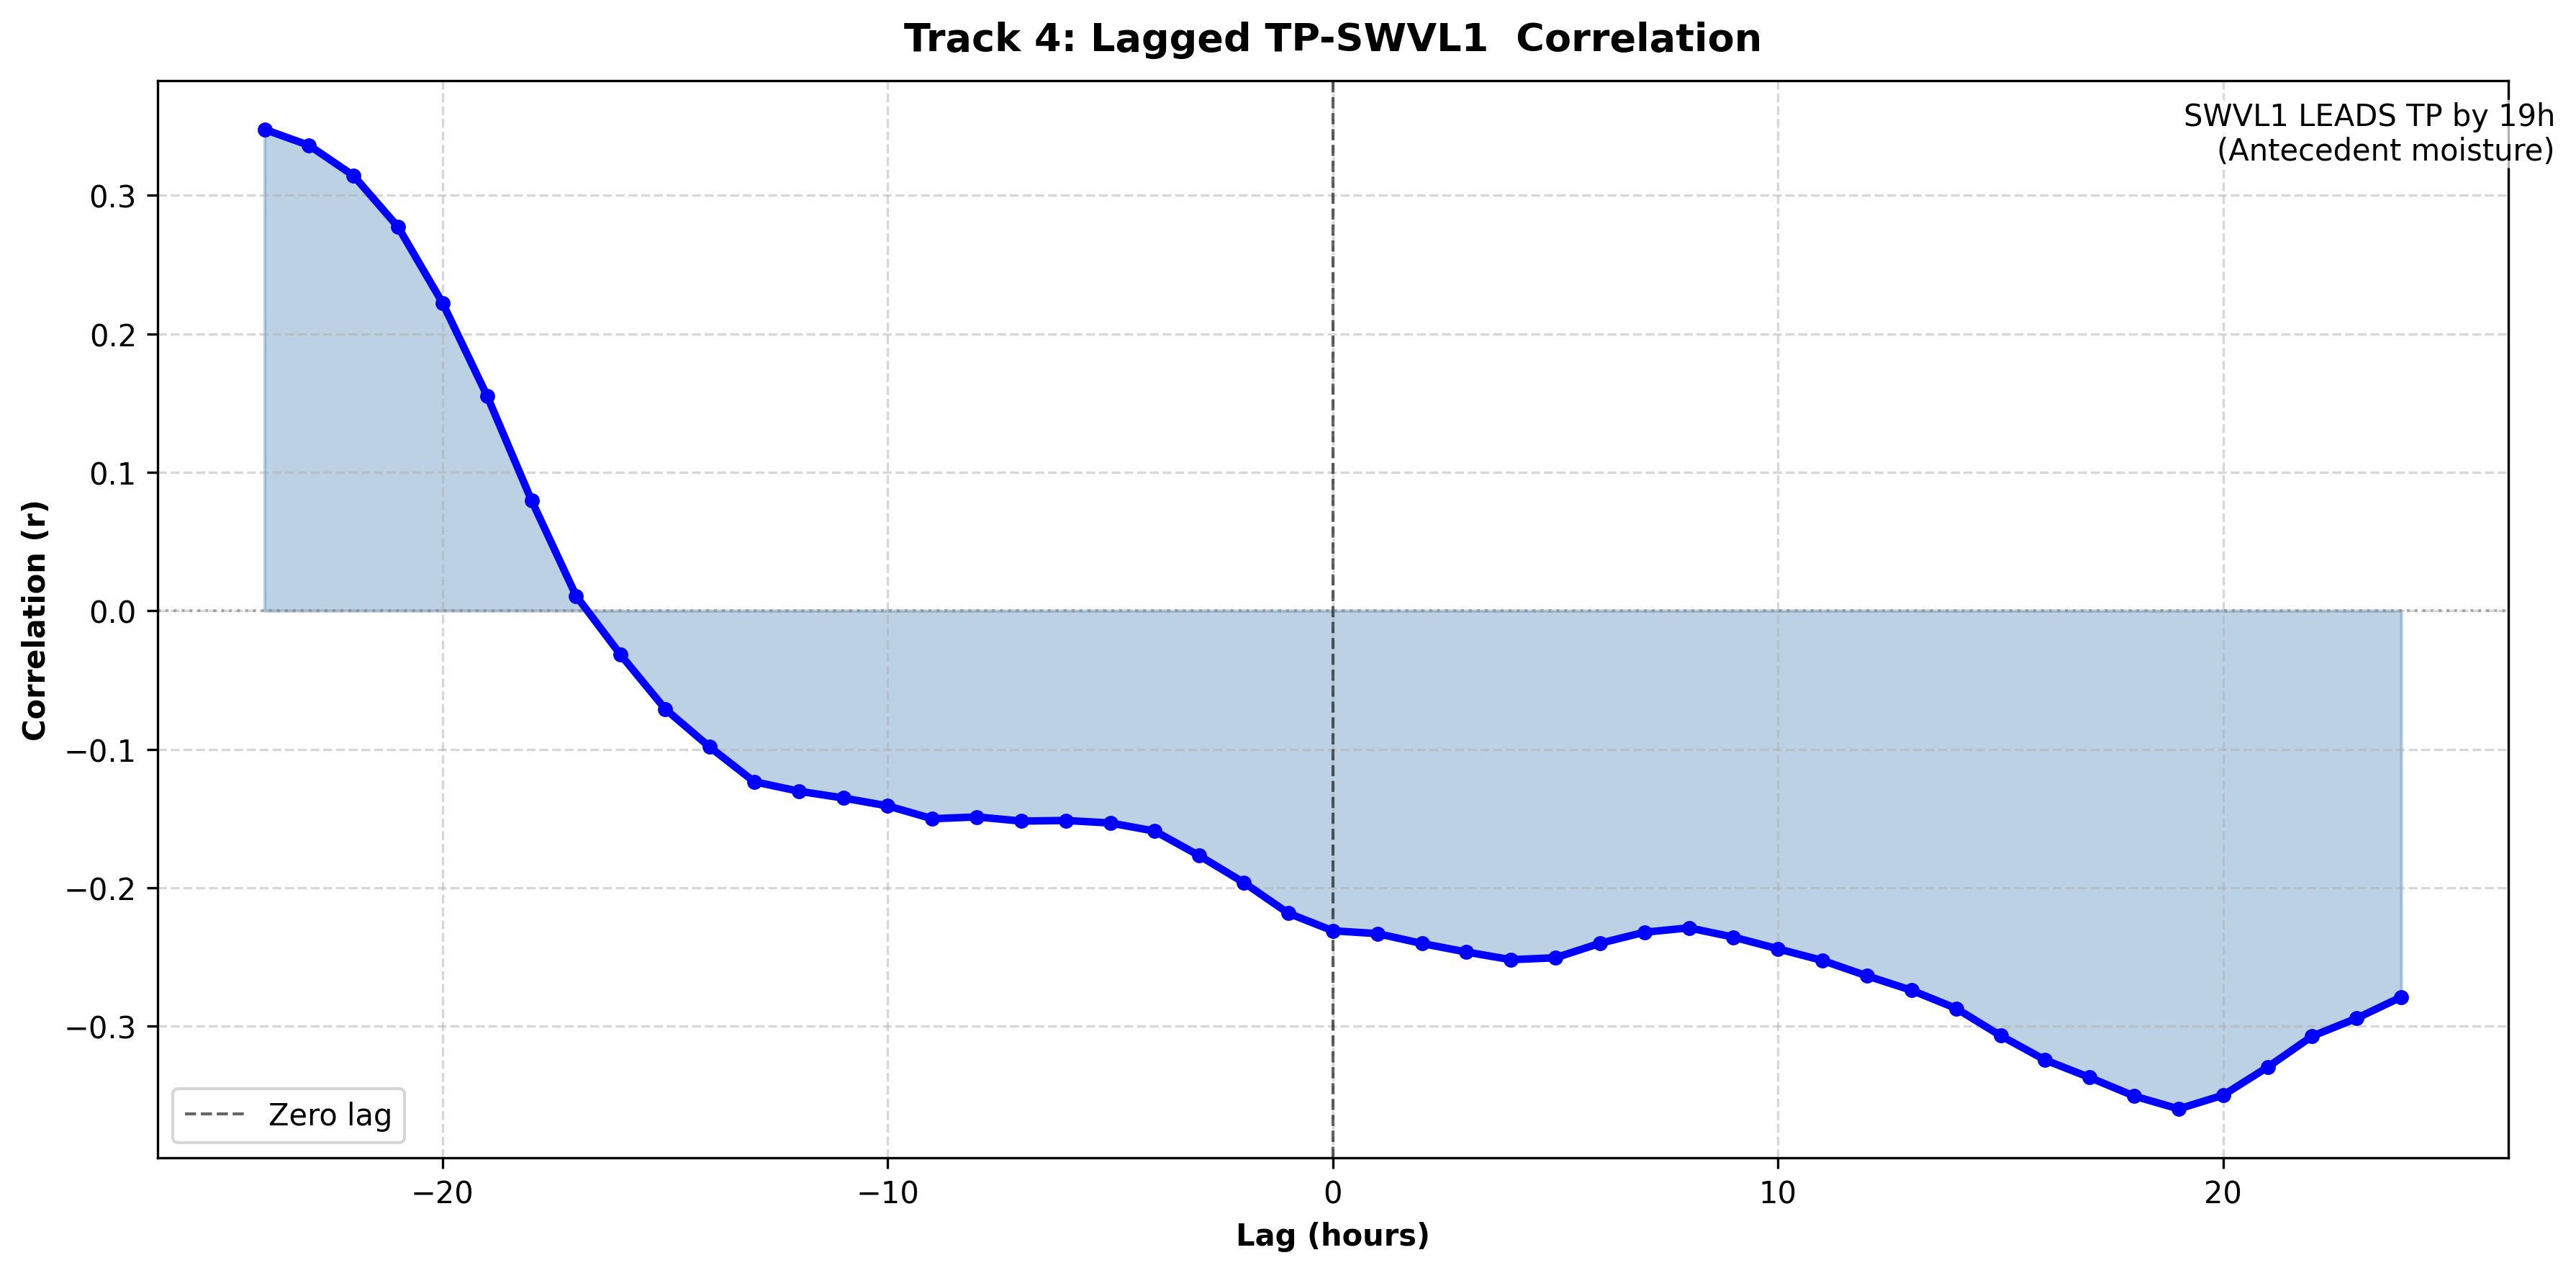 Track 4: Lagged TP-SWVL1  Correlation
SWVL1 LEADS TP by 19h
(Antecedent moisture)
Correlation (r)
0.3
0.2
0.1
0.0
−0.1
−0.2
−0.3
Zero lag
−20
−10
0
10
20
Lag (hours)